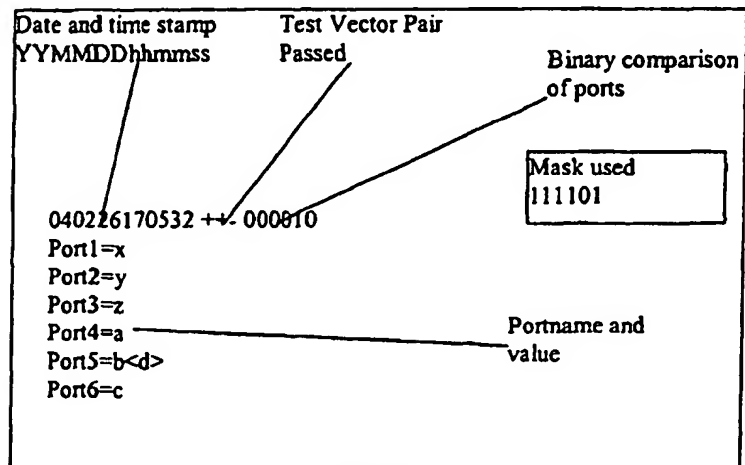 Date and time stamp
YYMMDDhhmmss
Test Vector Pair
Passed
Binary comparison
of ports
Mask used
111101
040226170532 ++- 000010
Port1=x
Port2=y
Port3=z
Port4=a
Port5=b<d>
Port6=c
Portname and
value